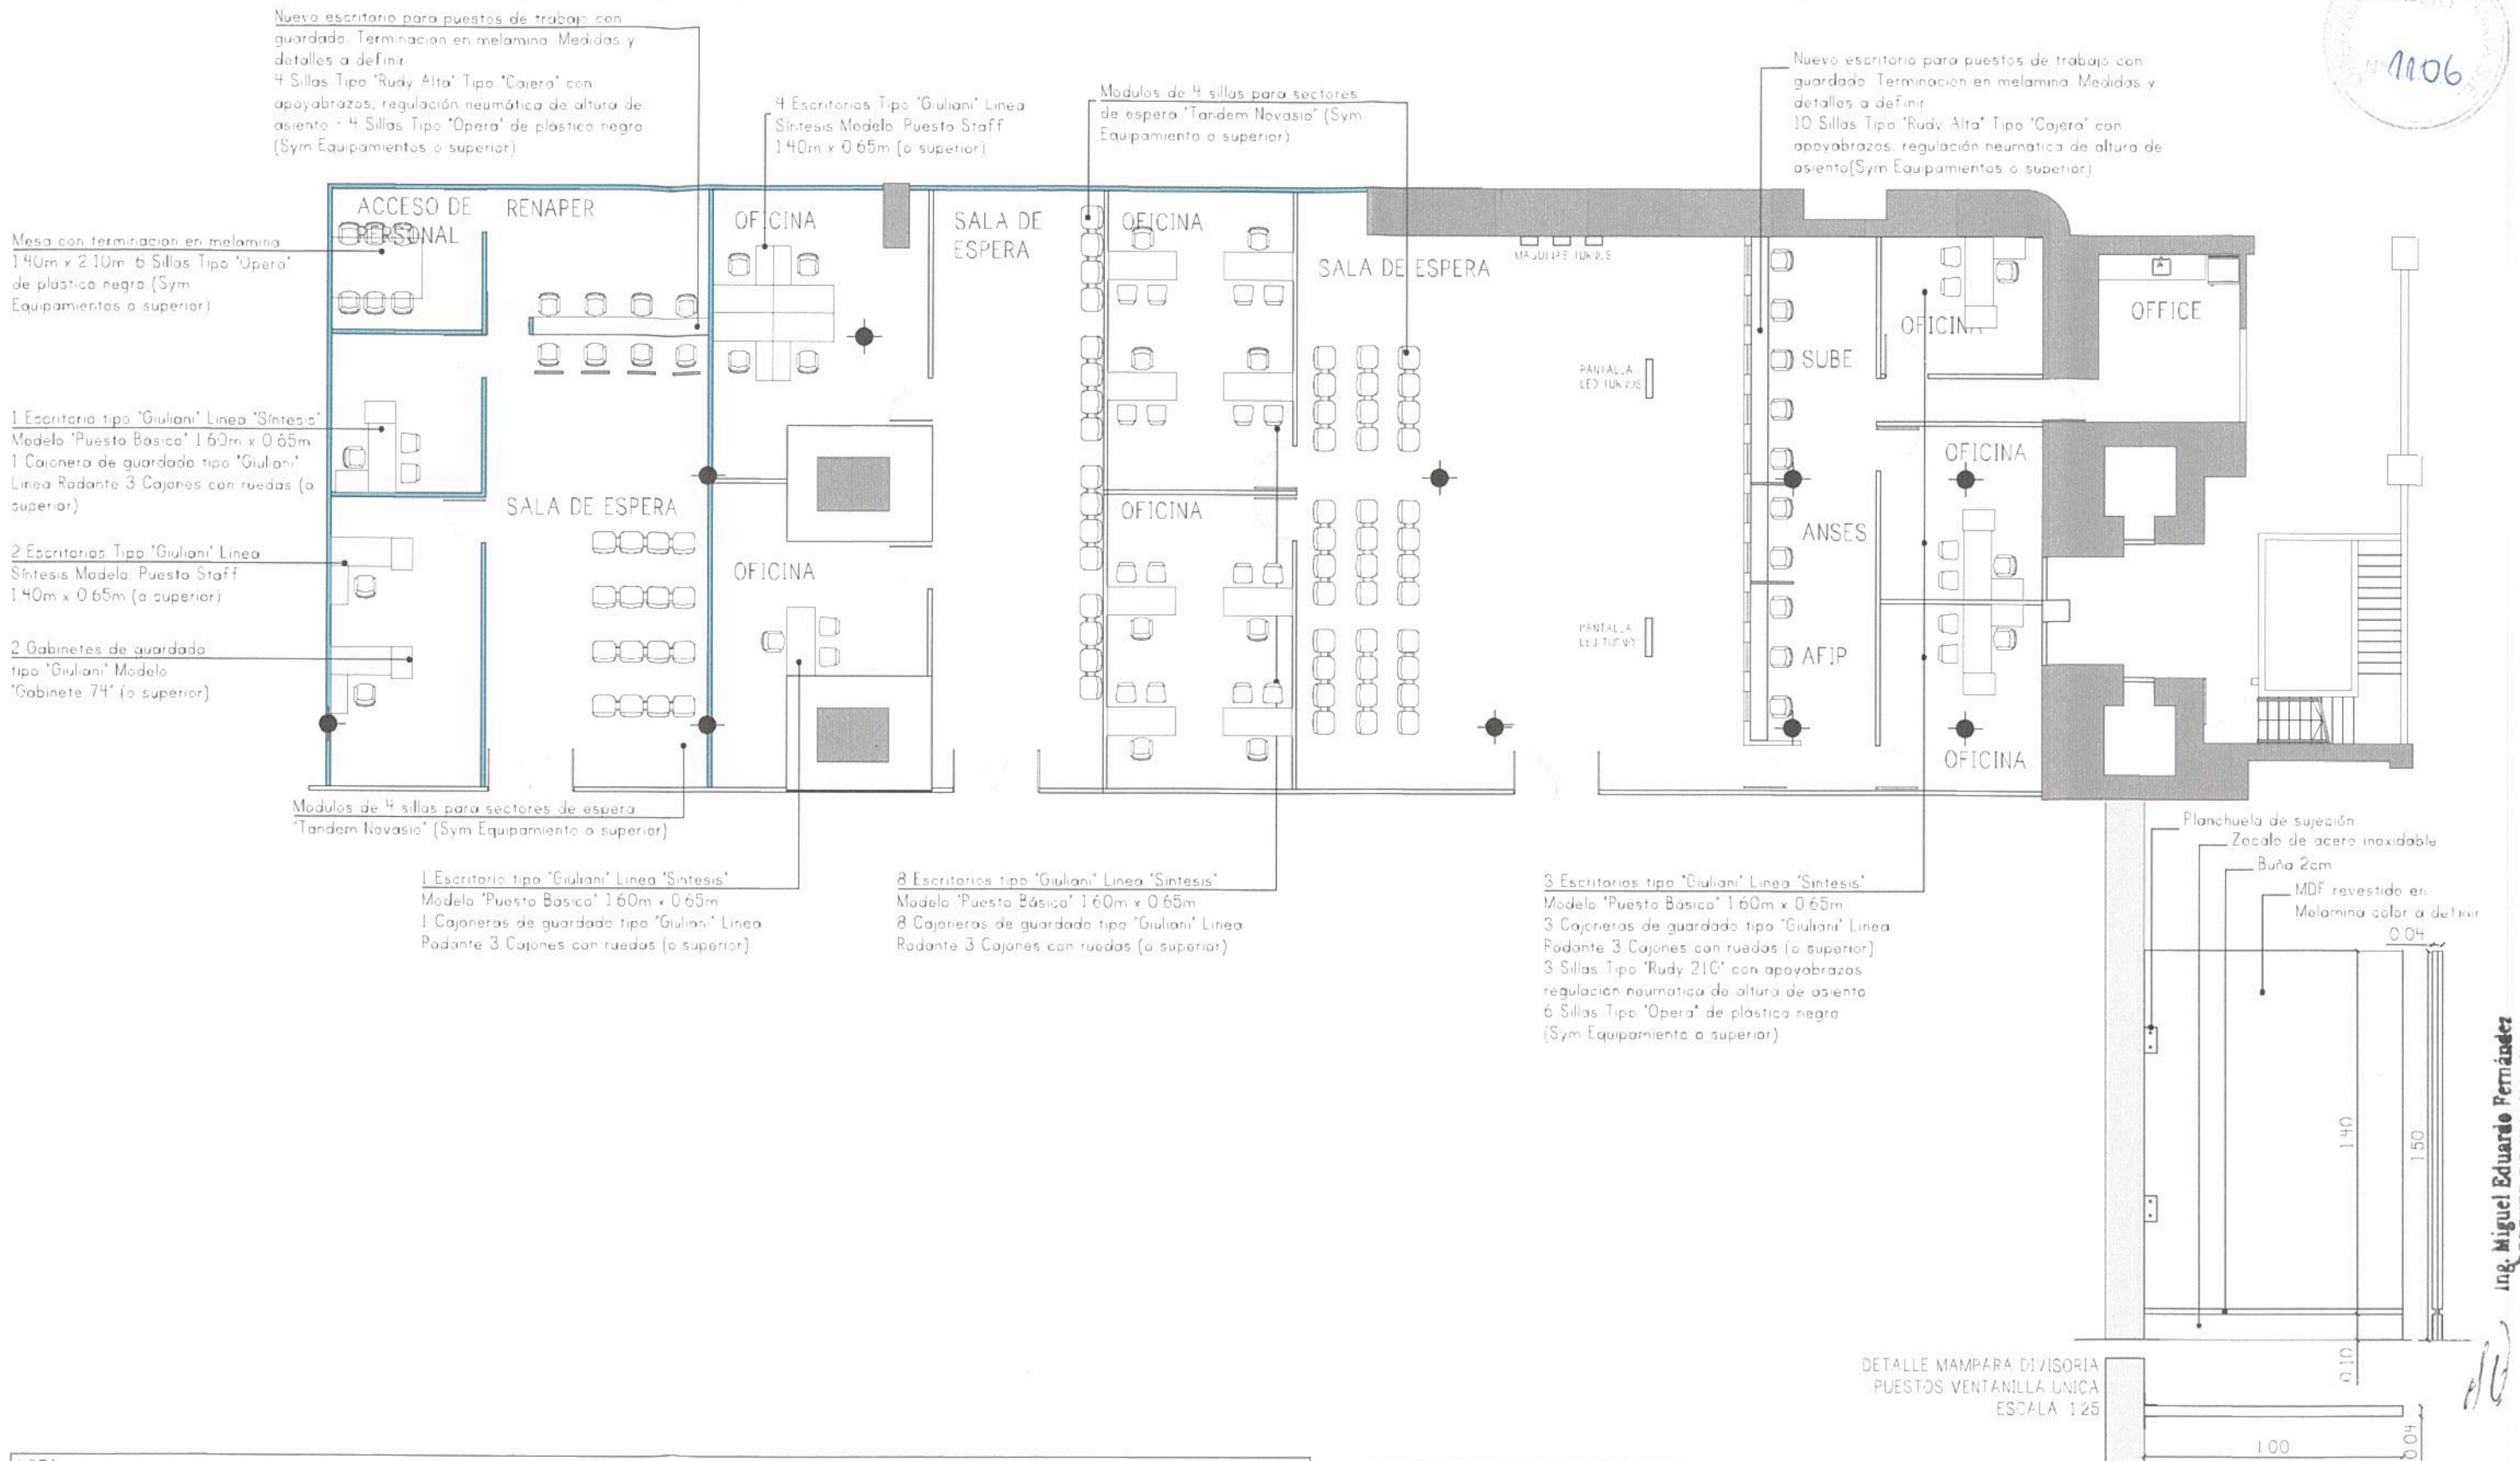 Nuevo escritorio para puestos de trabajo con
guardado. Terminacion en melamina. Medidas y
detalles a definir
4 Sillas Tipo "Rudy Alta" Tipo "Cajera" con
apoyabrazos, regulación neumática de altura de
asiento - 4 Sillas Tipo "Opera" de plástico negro
(Sym Equipamientos o superior)
4 Escritorios Tipo "Giuliani" Linea
Síntesis Modelo: Puesto Staff
1.40m x 0.65m (o superior)
Modulos de 4 sillas para sectores
de espera "Tandem Novasio" (Sym
Equipamiento o superior)
Nuevo escritorio para puestos de trabajo con
guardado. Terminacion en melamina. Medidas y
detalles a definir
10 Sillas Tipo "Rudy Alta" Tipo "Cajera" con
apoyabrazos, regulación neumatica de altura de
asiento(Sym Equipamientos o superior)
Nº 1106
Mesa con terminacion en melamina
1.40m x 2.10m. 6 Sillas Tipo "Opera"
de plástico negro (Sym
Equipamientos o superior)
1 Escritorio tipo "Giuliani" Linea "Síntesis"
Modelo "Puesto Básico" 1.60m x 0.65m
1 Cajonera de guardado tipo "Giuliani"
Linea Rodante 3 Cajones con ruedas (o
superior)
2 Escritorios Tipo "Giuliani" Linea
Síntesis Modelo: Puesto Staff
1.40m x 0.65m (o superior)
2 Gabinetes de guardado
tipo "Giuliani" Modelo
"Gabinete 74" (o superior)
ACCESO DE
PERSONAL
RENAPER
OFICINA
SALA DE
ESPERA
OFICINA
SALA DE ESPERA
MAQUINAS TURNOS
SUBE
OFICINA
OFFICE
PANTALLA
LED TURNOS
SALA DE ESPERA
OFICINA
OFICINA
ANSES
OFICINA
PANTALLA
LED TURNOS
AFIP
OFICINA
Modulos de 4 sillas para sectores de espera
"Tandem Novasio" (Sym Equipamiento o superior)
1 Escritorio tipo "Giuliani" Linea "Síntesis"
Modelo "Puesto Básico" 1.60m x 0.65m
1 Cajoneras de guardado tipo "Giuliani" Linea
Rodante 3 Cajones con ruedas (o superior)
8 Escritorios tipo "Giuliani" Linea "Síntesis"
Modelo "Puesto Básico" 1.60m x 0.65m
8 Cajoneras de guardado tipo "Giuliani" Linea
Rodante 3 Cajones con ruedas (o superior)
3 Escritorios tipo "Giuliani" Linea "Síntesis"
Modelo "Puesto Básico" 1.60m x 0.65m
3 Cajoneras de guardado tipo "Giuliani" Linea
Rodante 3 Cajones con ruedas (o superior)
3 Sillas Tipo "Rudy 210" con apoyabrazos
regulacion neumatica de altura de asiento
6 Sillas Tipo "Opera" de plástico negro
(Sym Equipamiento o superior)
Planchuela de sujeción
Zocalo de acero inoxidable
Buña 2cm
MDF revestido en
Melamina color a definir
0.04
1.40
1.50
0.10
DETALLE MAMPARA DIVISORIA
PUESTOS VENTANILLA UNICA
ESCALA 1:25
1.00
0.04
Ing. Miguel Eduardo Fernández